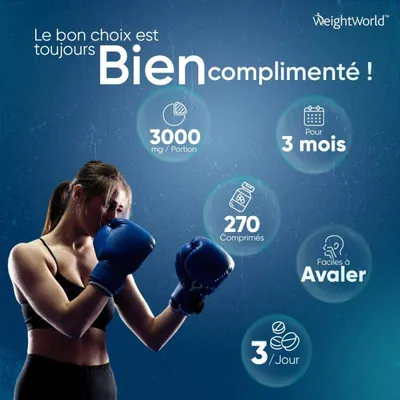 WeightWorld™
Le bon choix est
toujours
Bien complimenté !
3000
mg / Portion
Pour
3 mois
270
Comprimés
Faciles à
Avaler
3/Jour